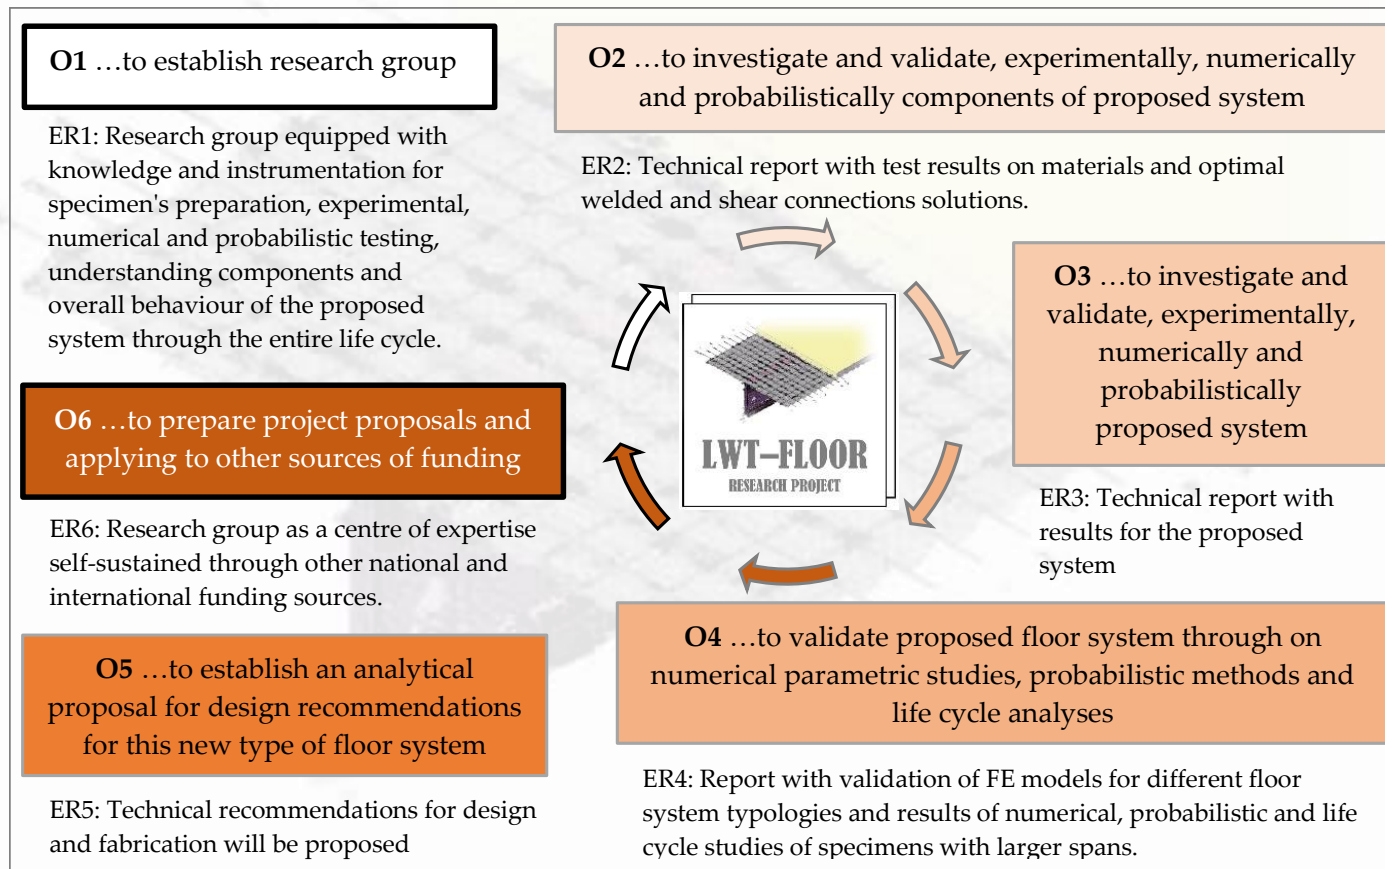 O1 …to establish research group
ER1: Research group equipped with
knowledge and instrumentation for
specimen's preparation, experimental,
numerical and probabilistic testing,
understanding components and
overall behaviour of the proposed
system through the entire life cycle.
O2 …to investigate and validate, experimentally, numerically
and probabilistically components of proposed system
ER2: Technical report with test results on materials and optimal
welded and shear connections solutions.
O3 …to investigate and
validate, experimentally,
numerically and
probabilistically
proposed system
ER3: Technical report with
results for the proposed
system
LWT–FLOOR
RESEARCH PROJECT
O6 …to prepare project proposals and
applying to other sources of funding
ER6: Research group as a centre of expertise
self-sustained through other national and
international funding sources.
O5 …to establish an analytical
proposal for design recommendations
for this new type of floor system
ER5: Technical recommendations for design
and fabrication will be proposed
O4 …to validate proposed floor system through on
numerical parametric studies, probabilistic methods and
life cycle analyses
ER4: Report with validation of FE models for different floor
system typologies and results of numerical, probabilistic and life
cycle studies of specimens with larger spans.